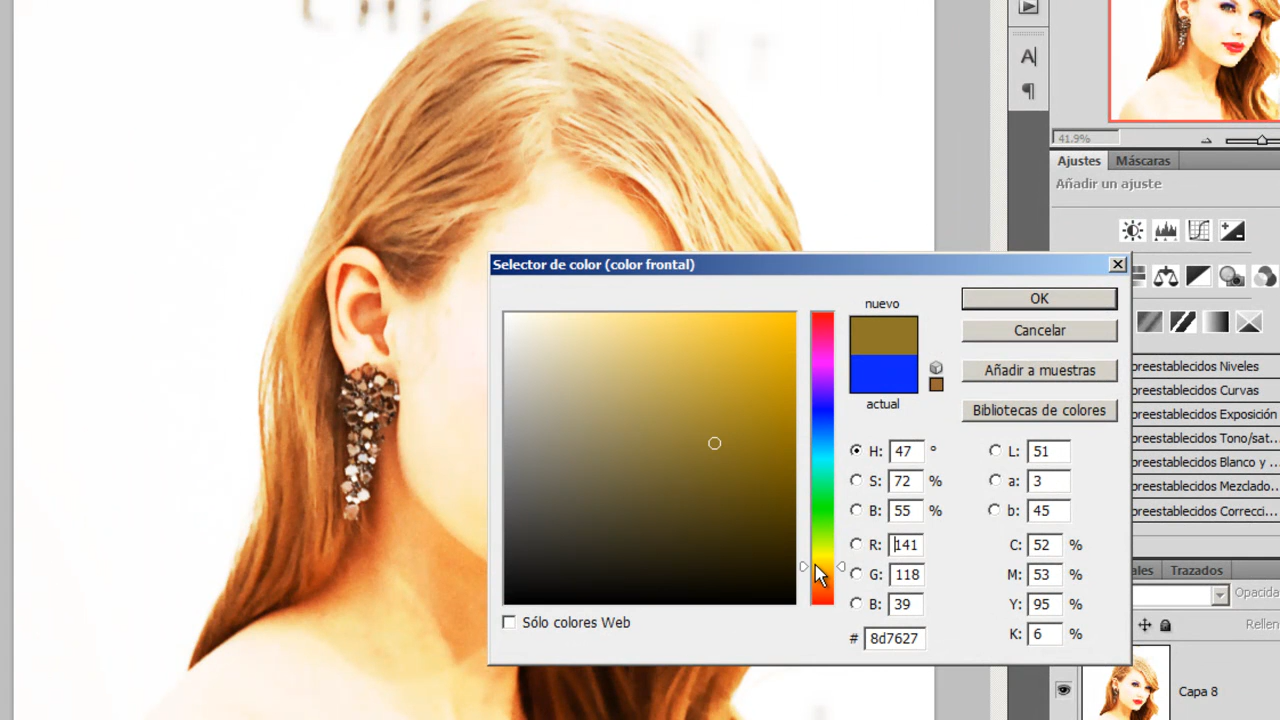 41.9%
Ajustes Máscaras
Añadir un ajuste
Selector de color (color frontal)
nuevo
actual
OK
Cancelar
Añadir a muestras
Bibliotecas de colores
H: 47 °
S: 72 %
B: 55 %
R: 141
G: 118
B: 39
# 8d7627
L: 51
a: 3
b: 45
C: 52 %
M: 53 %
Y: 95 %
K: 6 %
Sólo colores Web
preestablecidos Niveles
preestablecidos Curvas
preestablecidos Exposición
preestablecidos Tono/sat...
preestablecidos Blanco y ...
preestablecidos Mezclado...
preestablecidos Correcci...
ales Trazados
Opacida
Rellen
Capa 8